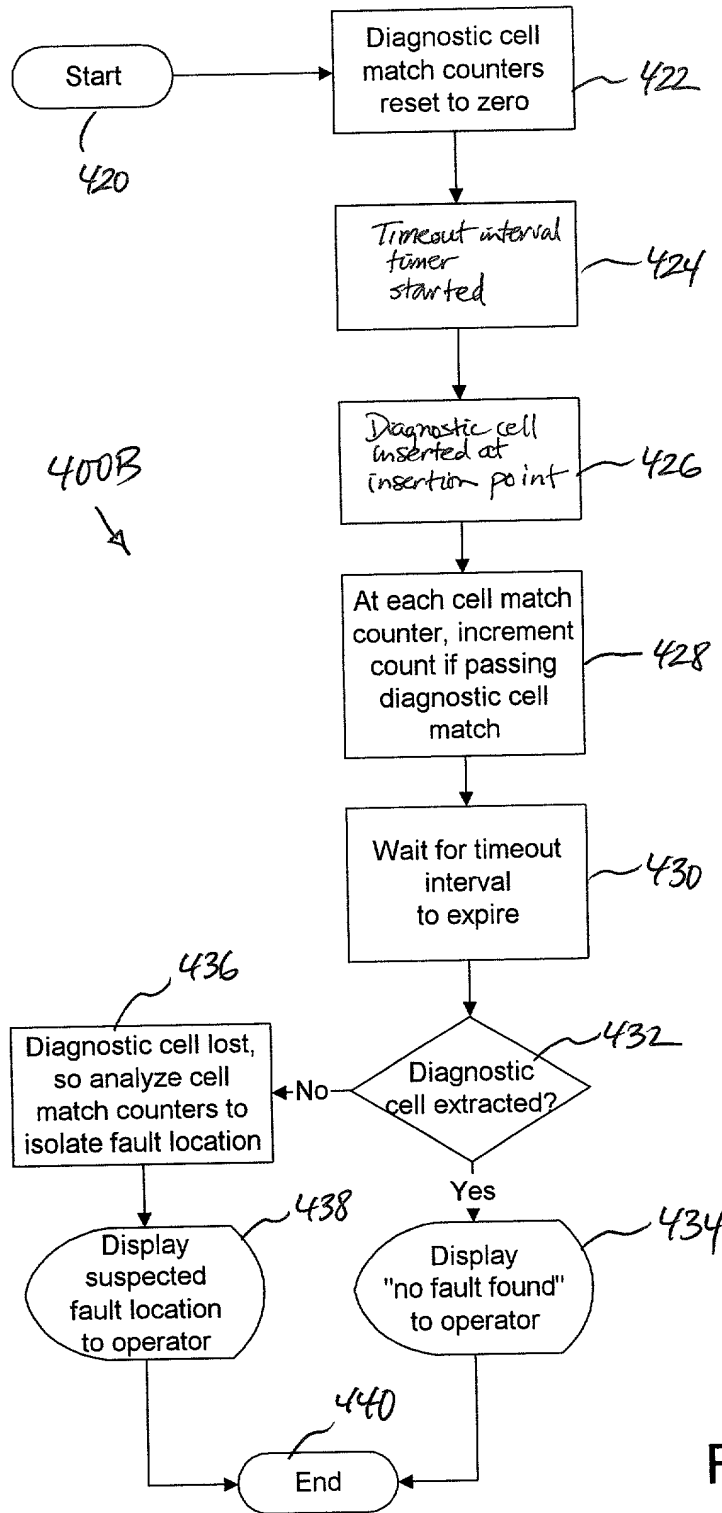 Start
420
Diagnostic cell
match counters
reset to zero
422
Timeout interval
timer
started
424
400B
Diagnostic cell
inserted at
insertion point
426
At each cell match
counter, increment
count if passing
diagnostic cell
match
428
Wait for timeout
interval
to expire
430
436
Diagnostic cell lost,
so analyze cell
match counters to
isolate fault location
No
Diagnostic
cell extracted?
432
Yes
438
Display
suspected
fault location
to operator
Display
"no fault found"
to operator
434
440
End
F